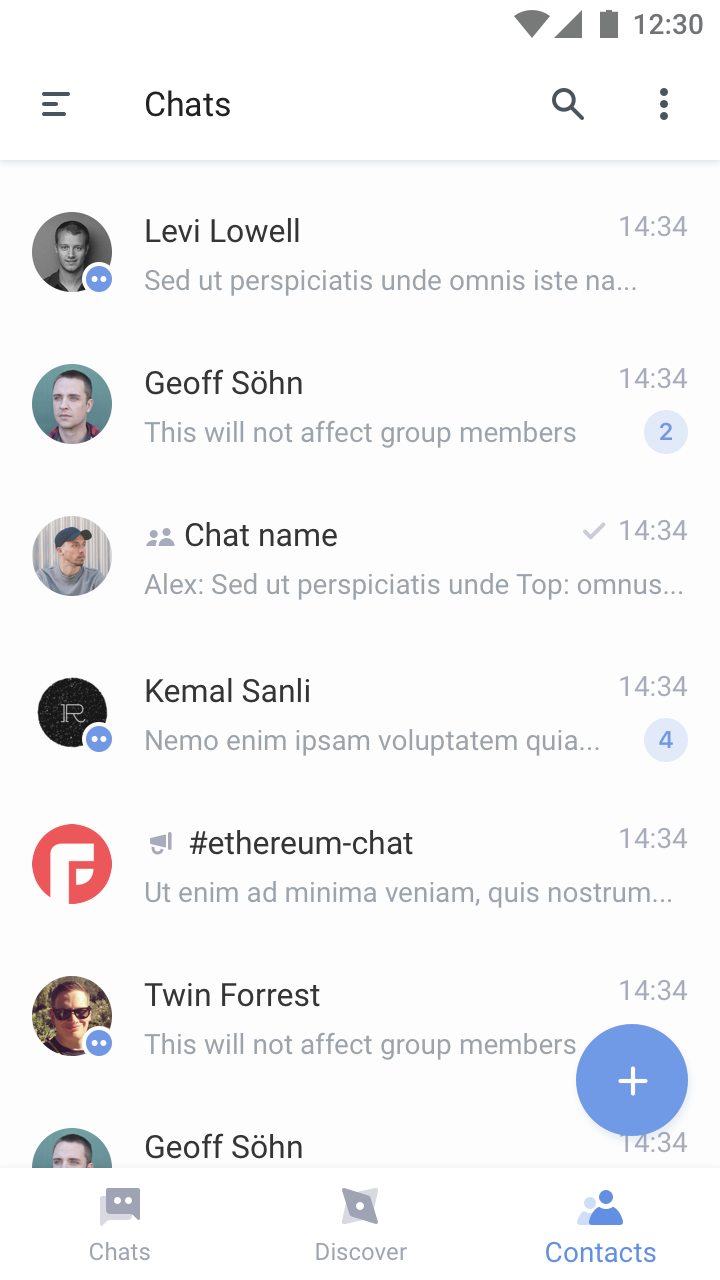 12:30
Chats
Levi Lowell 14:34
Sed ut perspiciatis unde omnis iste na...
Geoff Söhn 14:34
This will not affect group members 2
Chat name 14:34
Alex: Sed ut perspiciatis unde Top: omnus...
Kemal Sanli 14:34
Nemo enim ipsam voluptatem quia... 4
#ethereum-chat 14:34
Ut enim ad minima veniam, quis nostrum...
Twin Forrest 14:34
This will not affect group members
Geoff Söhn 14:34
Chats Discover Contacts